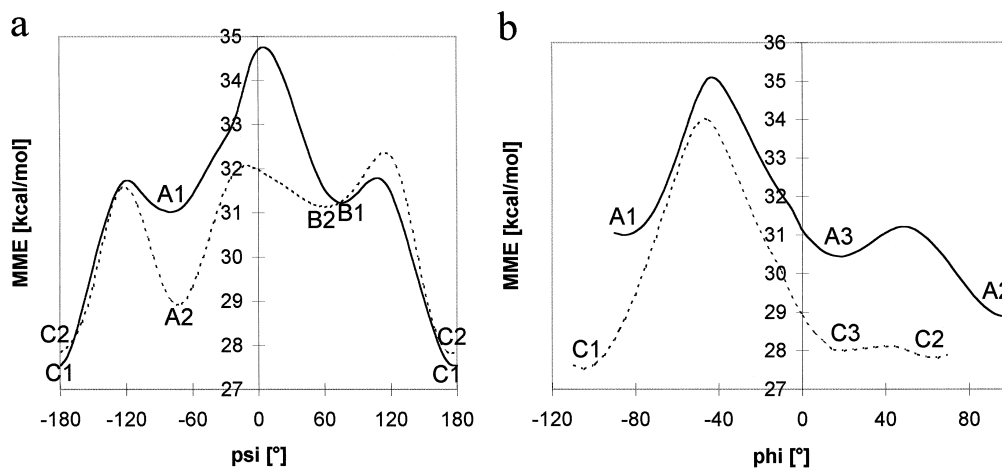 a
MME [kcal/mol]
35
34
33
32
31
30
29
28
27
A1
A2
B2
B1
C2
C1
C2
C1
-180 -120 -60 0 60 120 180
psi [°]
b
MME [kcal/mol]
36
35
34
33
32
31
30
29
28
27
A1
A3
A2
C1
C3
C2
-120 -80 -40 0 40 80
phi [°]